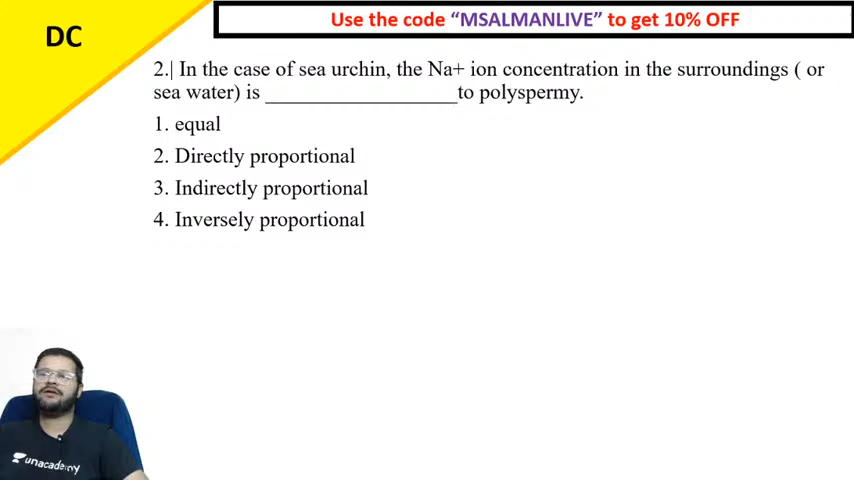 DC
Use the code “MSALMANLIVE” to get 10% OFF
2.| In the case of sea urchin, the Na+ ion concentration in the surroundings ( or
sea water) is ___________________to polyspermy.
1. equal
2. Directly proportional
3. Indirectly proportional
4. Inversely proportional
unacademy